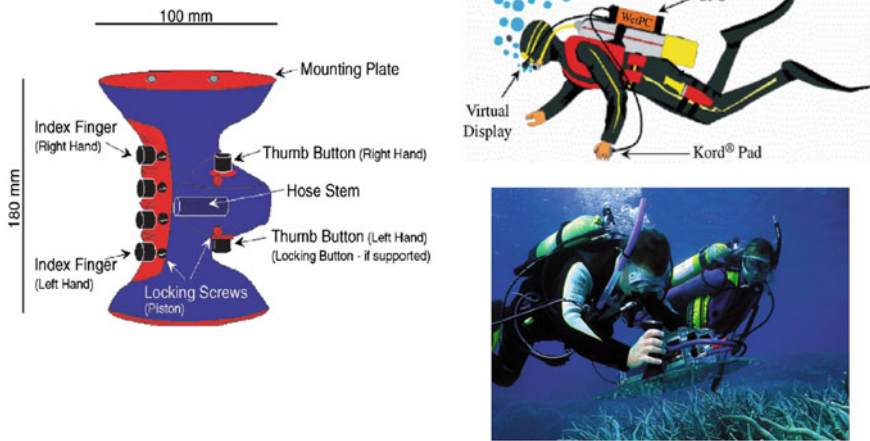 100 mm
Mounting Plate
Index Finger
(Right Hand)
Thumb Button (Right Hand)
180 mm
Hose Stem
Thumb Button (Left Hand)
(Locking Button - if supported)
Index Finger
(Left Hand)
Locking Screws
(Piston)
WetPC
Virtual
Display
Kord® Pad